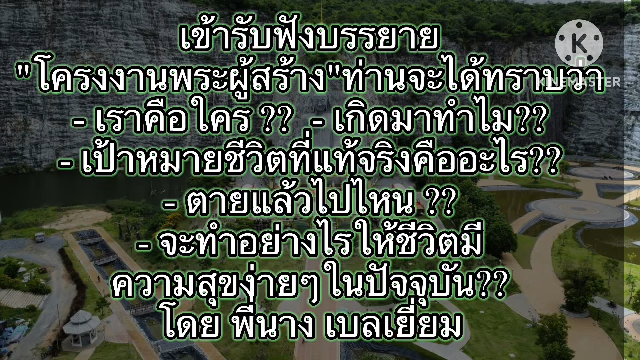 เข้ารับฟังบรรยาย
"โครงงานพระผู้สร้าง"ท่านจะได้ทราบว่า
- เราคือใคร ?? - เกิดมาทำไม??
- เป้าหมายชีวิตที่แท้จริงคืออะไร??
- ตายแล้วไปไหน ??
- จะทำอย่างไรให้ชีวิตมี
ความสุขง่ายๆในปัจจุบัน??
โดย พี่นาง เบลเยี่ยม
K